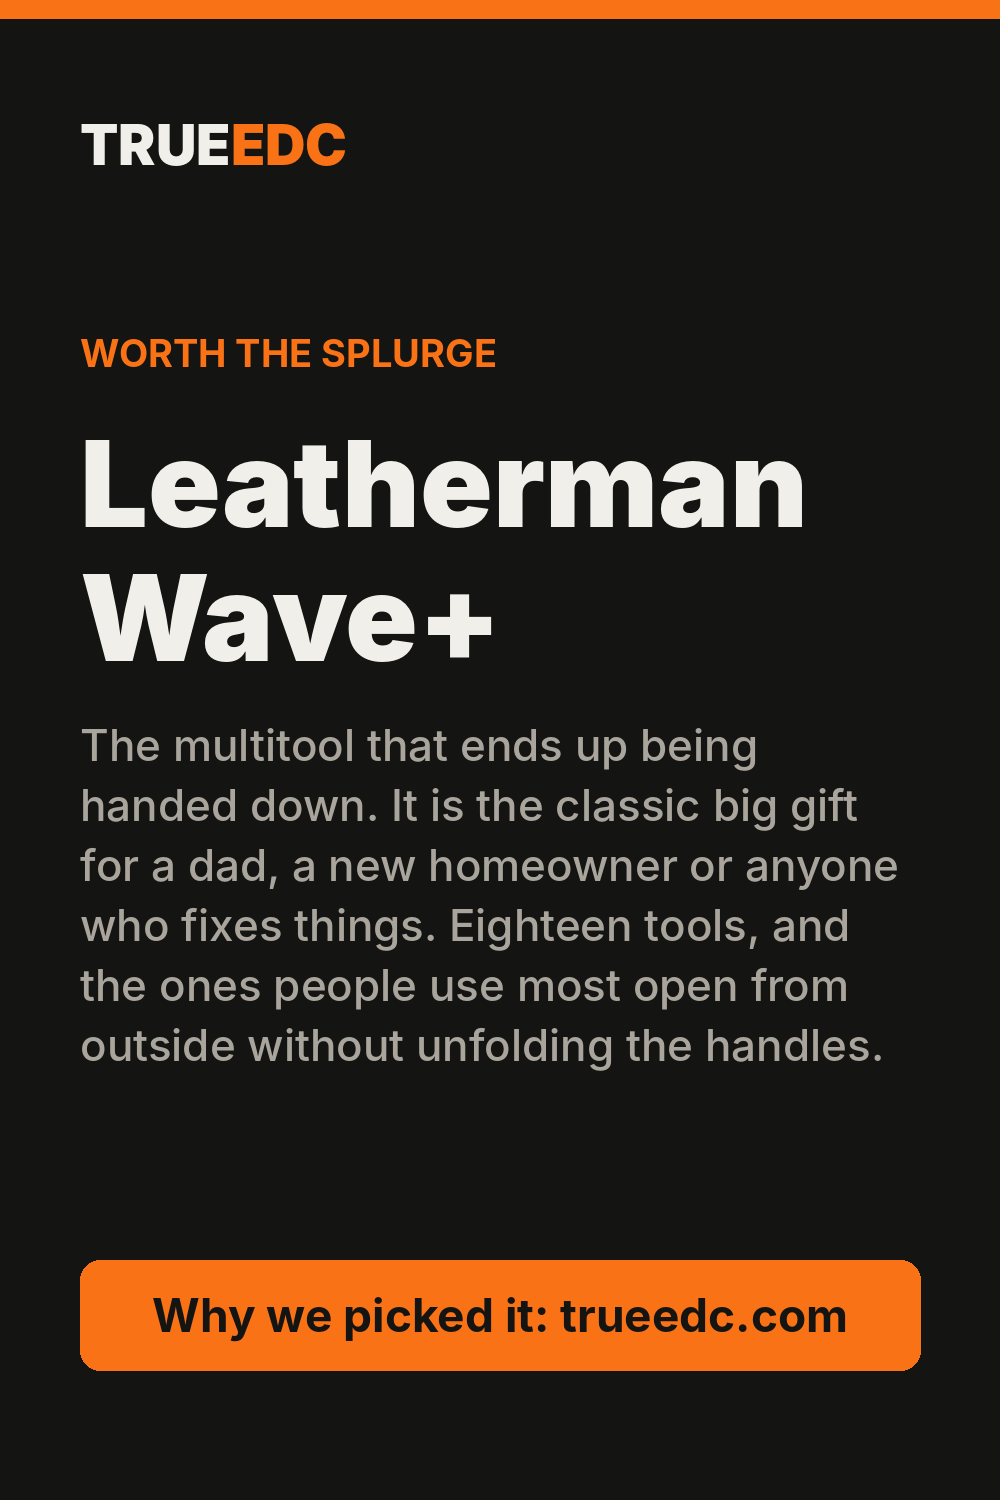 TRUEEDC
WORTH THE SPLURGE
Leatherman
Wave+
The multitool that ends up being
handed down. It is the classic big gift
for a dad, a new homeowner or anyone
who fixes things. Eighteen tools, and
the ones people use most open from
outside without unfolding the handles.
Why we picked it: trueedc.com